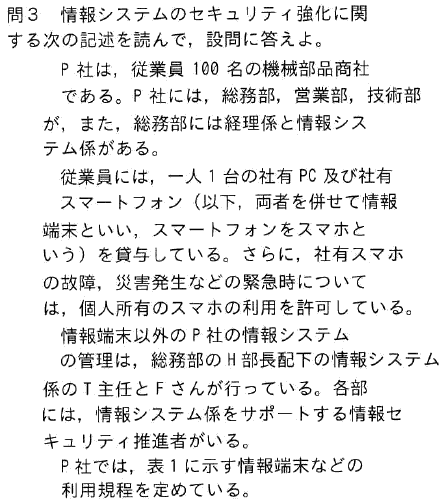 問3 情報システムのセキュリティ強化に関
する次の記述を読んで，設問に答えよ。
P社は，従業員100名の機械部品商社
である。P社には，総務部，営業部，技術部
が，また，総務部には経理係と情報シス
テム係がある。
従業員には，一人1台の社有PC及び社有
スマートフォン（以下，両者を併せて情報
端末といい，スマートフォンをスマホと
いう）を貸与している。さらに，社有スマホ
の故障，災害発生などの緊急時について
は，個人所有のスマホの利用を許可している。
情報端末以外のP社の情報システム
の管理は，総務部のH部長配下の情報システム
係のT主任とFさんが行っている。各部
には，情報システム係をサポートする情報セ
キュリティ推進者がいる。
P社では，表1に示す情報端末などの
利用規程を定めている。